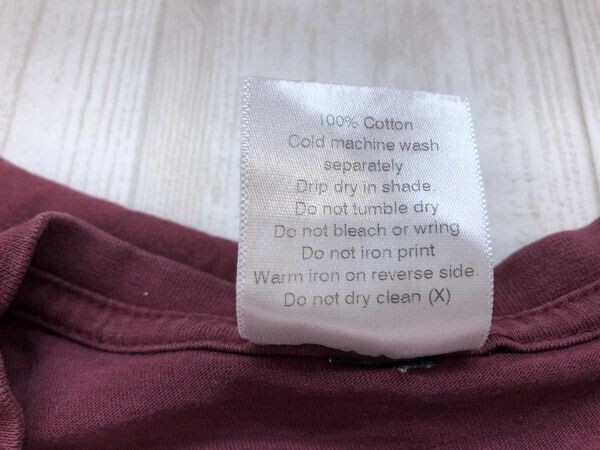 100% Cotton
Cold machine wash
separately
Drip dry in shade.
Do not tumble dry
Do not bleach or wring
Do not iron print
Warm iron on reverse side.
Do not dry clean (X)